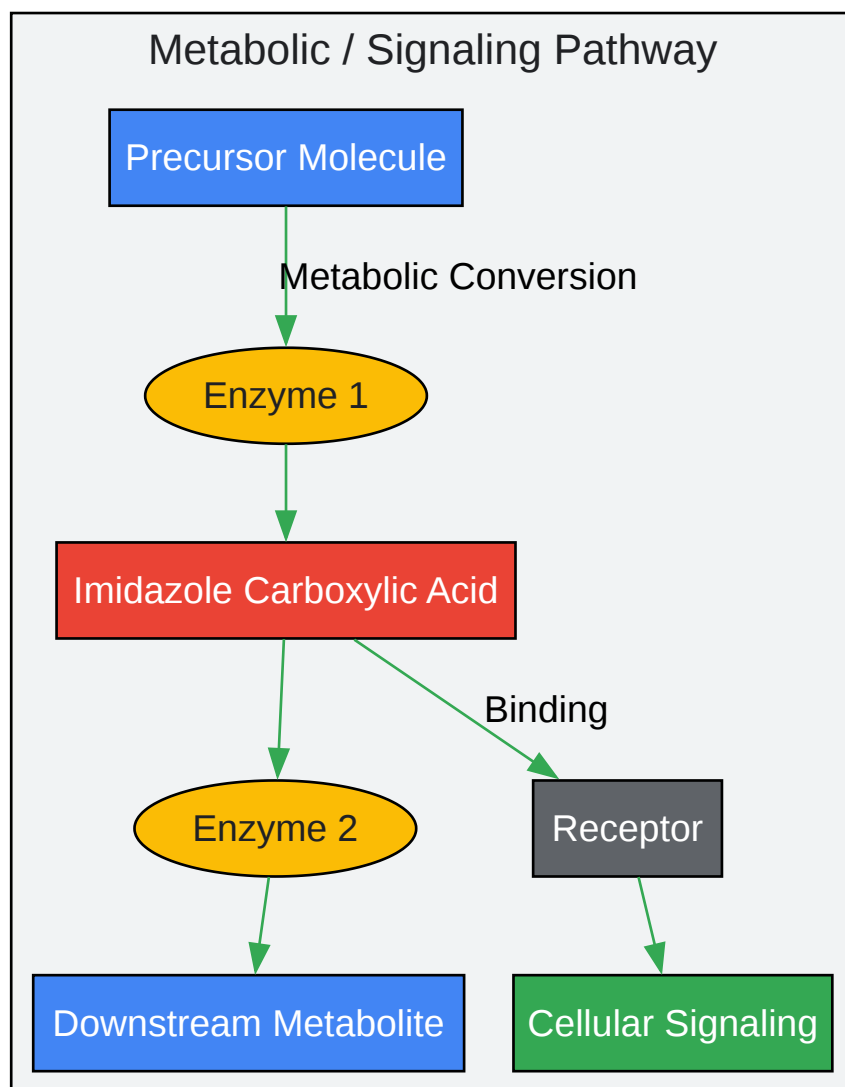 Metabolic / Signaling Pathway
Precursor Molecule
Metabolic Conversion
Enzyme 1
Imidazole Carboxylic Acid
Binding
Enzyme 2
Receptor
Downstream Metabolite
Cellular Signaling